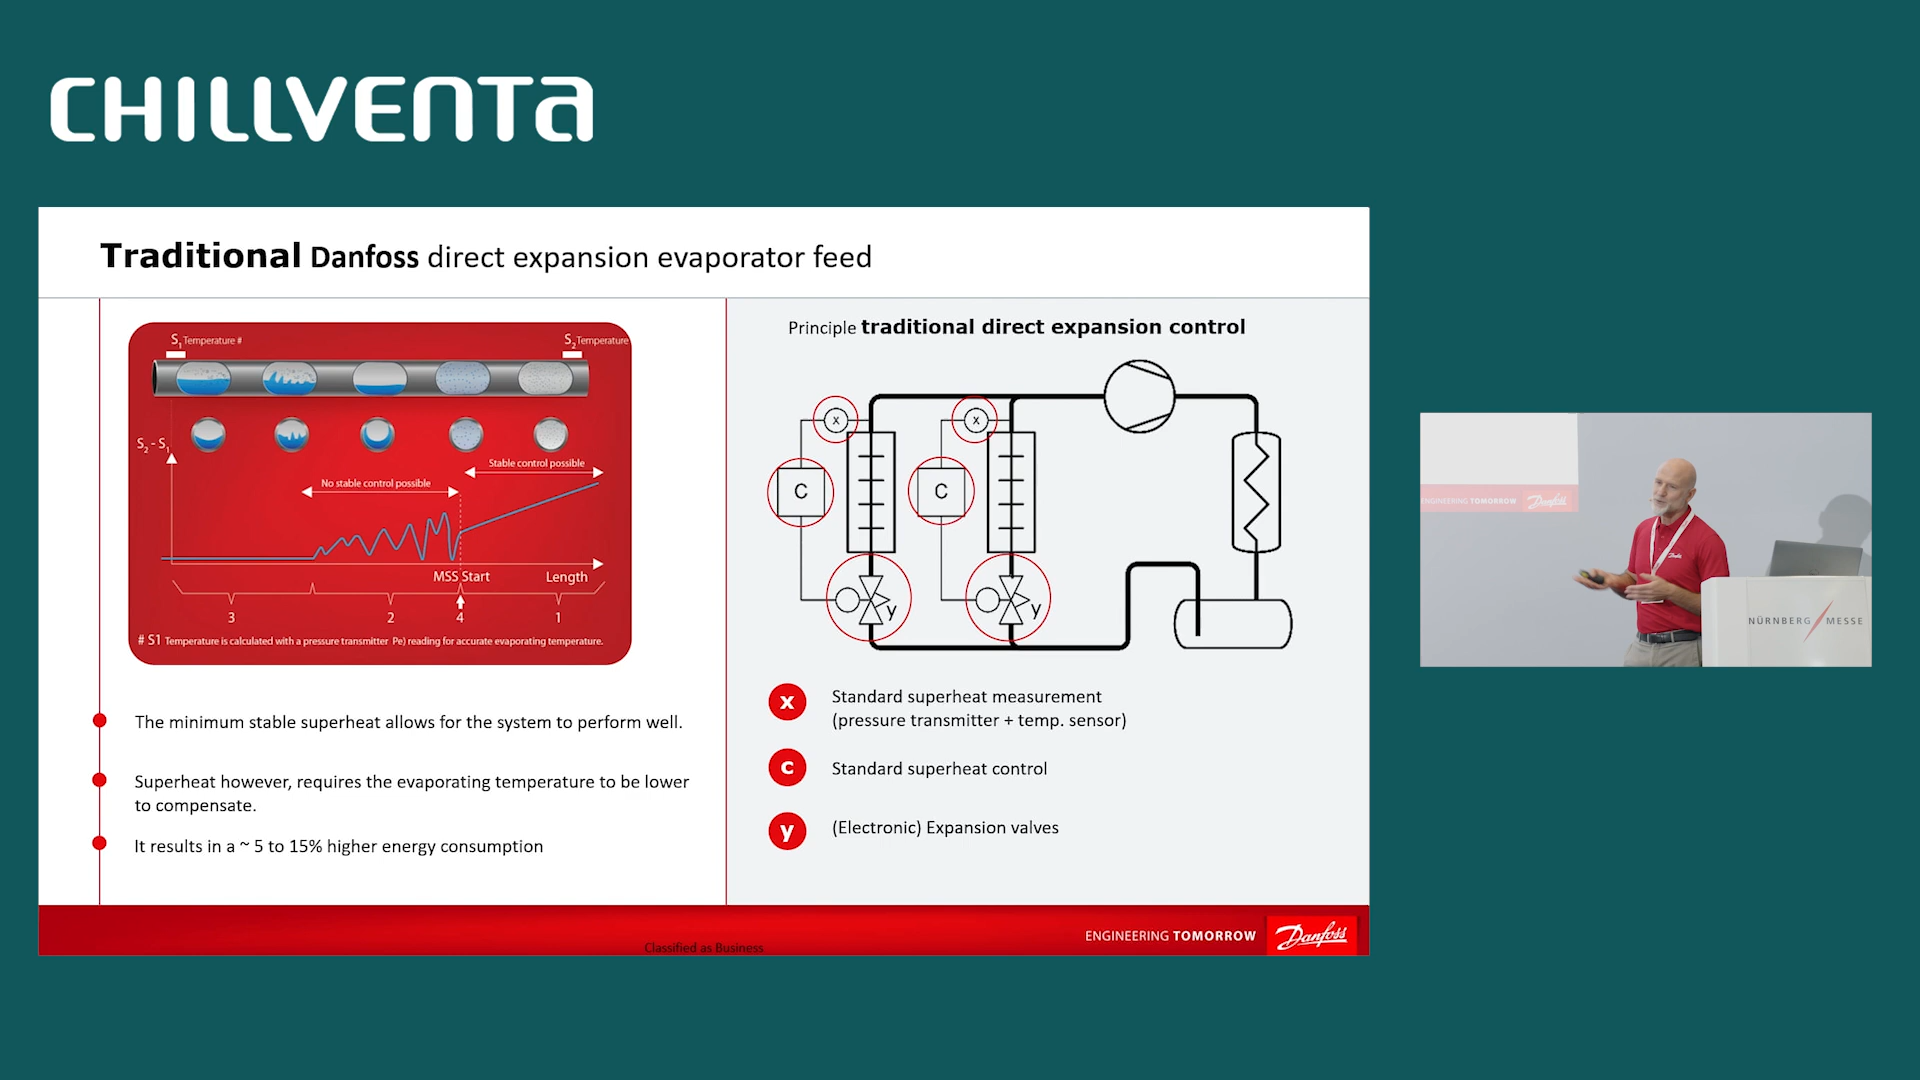 CHILLVENTA
Traditional Danfoss direct expansion evaporator feed
S1 Temperature #
S2 Temperature
S2 - S1
Stable control possible
No stable control possible
MSS Start
Length
3
2
4
1
# S1 Temperature is calculated with a pressure transmitter Pe) reading for accurate evaporating temperature.
The minimum stable superheat allows for the system to perform well.
Superheat however, requires the evaporating temperature to be lower
to compensate.
It results in a ~ 5 to 15% higher energy consumption
Principle traditional direct expansion control
x
x
C
C
y
y
x
Standard superheat measurement
(pressure transmitter + temp. sensor)
C
Standard superheat control
y
(Electronic) Expansion valves
Classified as Business
ENGINEERING TOMORROW
Danfoss
ENGINEERING TOMORROW
Danfoss
Danfoss
NÜRNBERG MESSE